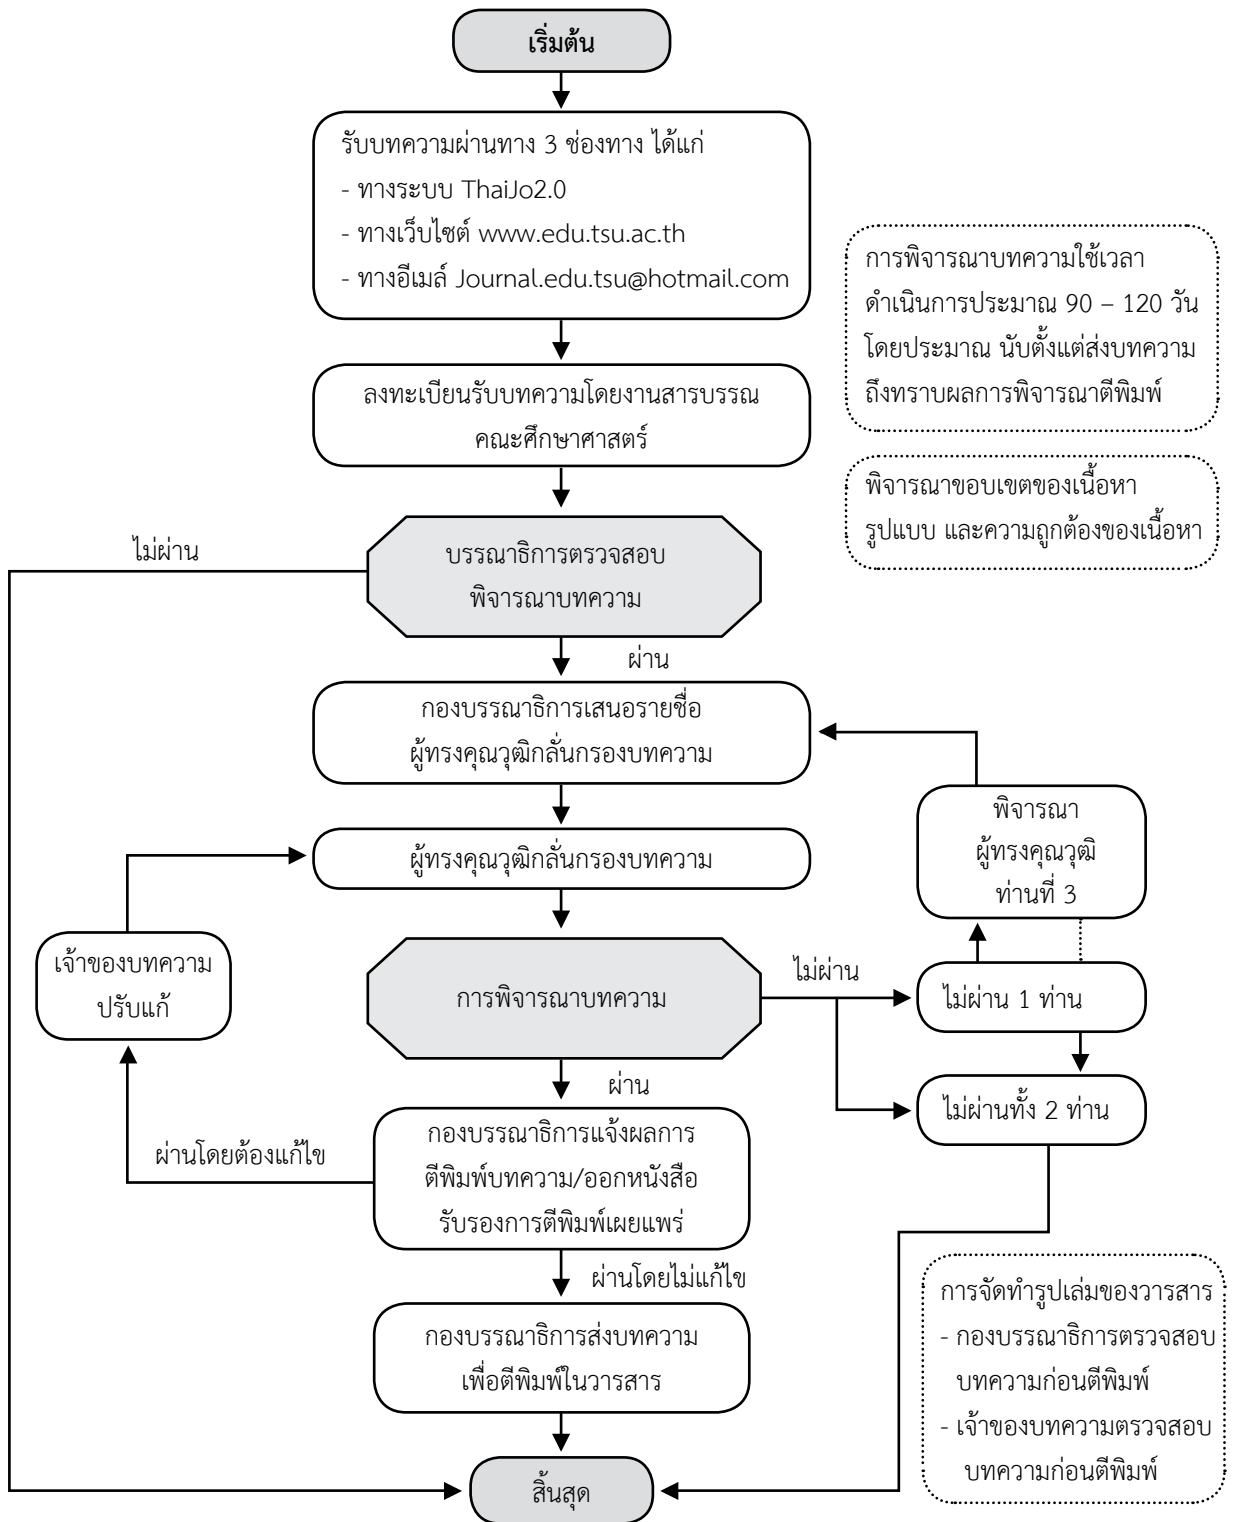 เริ่มต้น
รับบทความผ่านทาง 3 ช่องทาง ได้แก่
- ทางระบบ ThaiJo2.0
- ทางเว็บไซต์ www.edu.tsu.ac.th
- ทางอีเมล์ Journal.edu.tsu@hotmail.com
การพิจารณาบทความใช้เวลา
ดำเนินการประมาณ 90 – 120 วัน
โดยประมาณ นับตั้งแต่ส่งบทความ
ถึงทราบผลการพิจารณาตีพิมพ์
ลงทะเบียนรับบทความโดยงานสารบรรณ
คณะศึกษาศาสตร์
พิจารณาขอบเขตของเนื้อหา
รูปแบบ และความถูกต้องของเนื้อหา
ไม่ผ่าน
บรรณาธิการตรวจสอบ
พิจารณาบทความ
ผ่าน
กองบรรณาธิการเสนอรายชื่อ
ผู้ทรงคุณวุฒิกลั่นกรองบทความ
พิจารณา
ผู้ทรงคุณวุฒิ
ท่านที่ 3
ผู้ทรงคุณวุฒิกลั่นกรองบทความ
เจ้าของบทความ
ปรับแก้
การพิจารณาบทความ
ไม่ผ่าน
ไม่ผ่าน 1 ท่าน
ผ่าน
ไม่ผ่านทั้ง 2 ท่าน
ผ่านโดยต้องแก้ไข
กองบรรณาธิการแจ้งผลการ
ตีพิมพ์บทความ/ออกหนังสือ
รับรองการตีพิมพ์เผยแพร่
ผ่านโดยไม่แก้ไข
กองบรรณาธิการส่งบทความ
เพื่อตีพิมพ์ในวารสาร
การจัดทำรูปเล่มของวารสาร
- กองบรรณาธิการตรวจสอบ
บทความก่อนตีพิมพ์
- เจ้าของบทความตรวจสอบ
บทความก่อนตีพิมพ์
สิ้นสุด